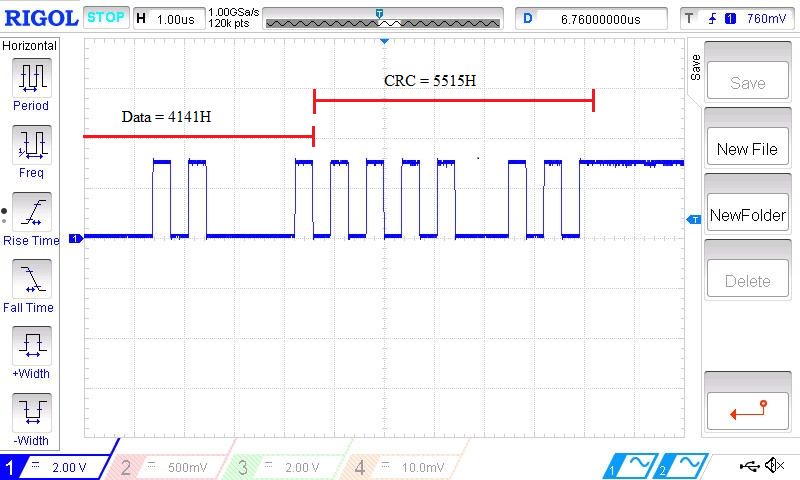 RIGOL STOP H 1.00us 1.00GSa/s 120k pts T D 6.76000000us T 1 760mV
Horizontal
Period
Freq
Rise Time
Fall Time
+Width
-Width
CRC = 5515H
Data = 4141H
1
T
Save
Save
New File
NewFolder
Delete
1 2.00 V 2 500mV 3 2.00 V 4 10.0mV 1 2